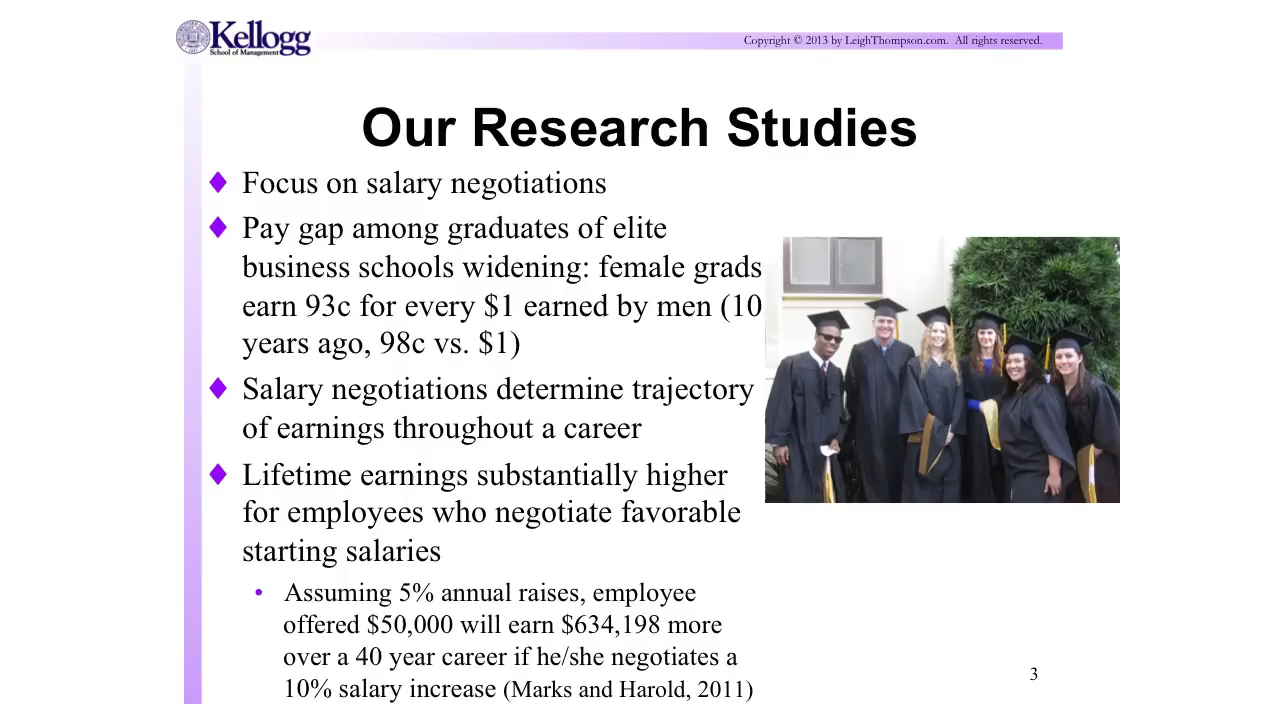 Kellogg
School of Management
Copyright © 2013 by LeighThompson.com. All rights reserved.
Our Research Studies
♦ Focus on salary negotiations
♦ Pay gap among graduates of elite
business schools widening: female grads
earn 93c for every $1 earned by men (10
years ago, 98c vs. $1)
♦ Salary negotiations determine trajectory
of earnings throughout a career
♦ Lifetime earnings substantially higher
for employees who negotiate favorable
starting salaries
• Assuming 5% annual raises, employee
offered $50,000 will earn $634,198 more
over a 40 year career if he/she negotiates a
10% salary increase (Marks and Harold, 2011)
3